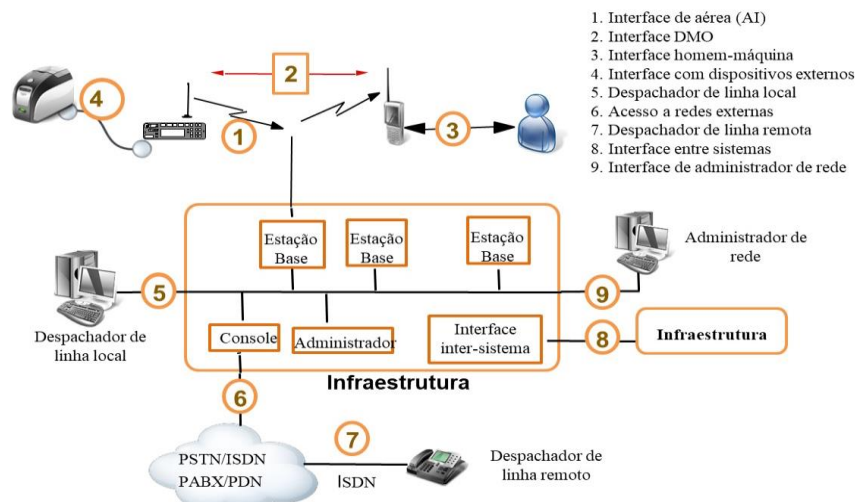 1. Interface de aérea (AI)
2. Interface DMO
3. Interface homem-máquina
4. Interface com dispositivos externos
5. Despachador de linha local
6. Acesso a redes externas
7. Despachador de linha remota
8. Interface entre sistemas
9. Interface de administrador de rede
2
4
1
3
Estação
Base
Estação
Base
Estação
Base
Administrador de
rede
5
9
Despachador de
linha local
Console
Administrador
Interface
inter-sistema
8
Infraestrutura
Infraestrutura
6
7
PSTN/ISDN
PABX/PDN
ISDN
Despachador de
linha remoto